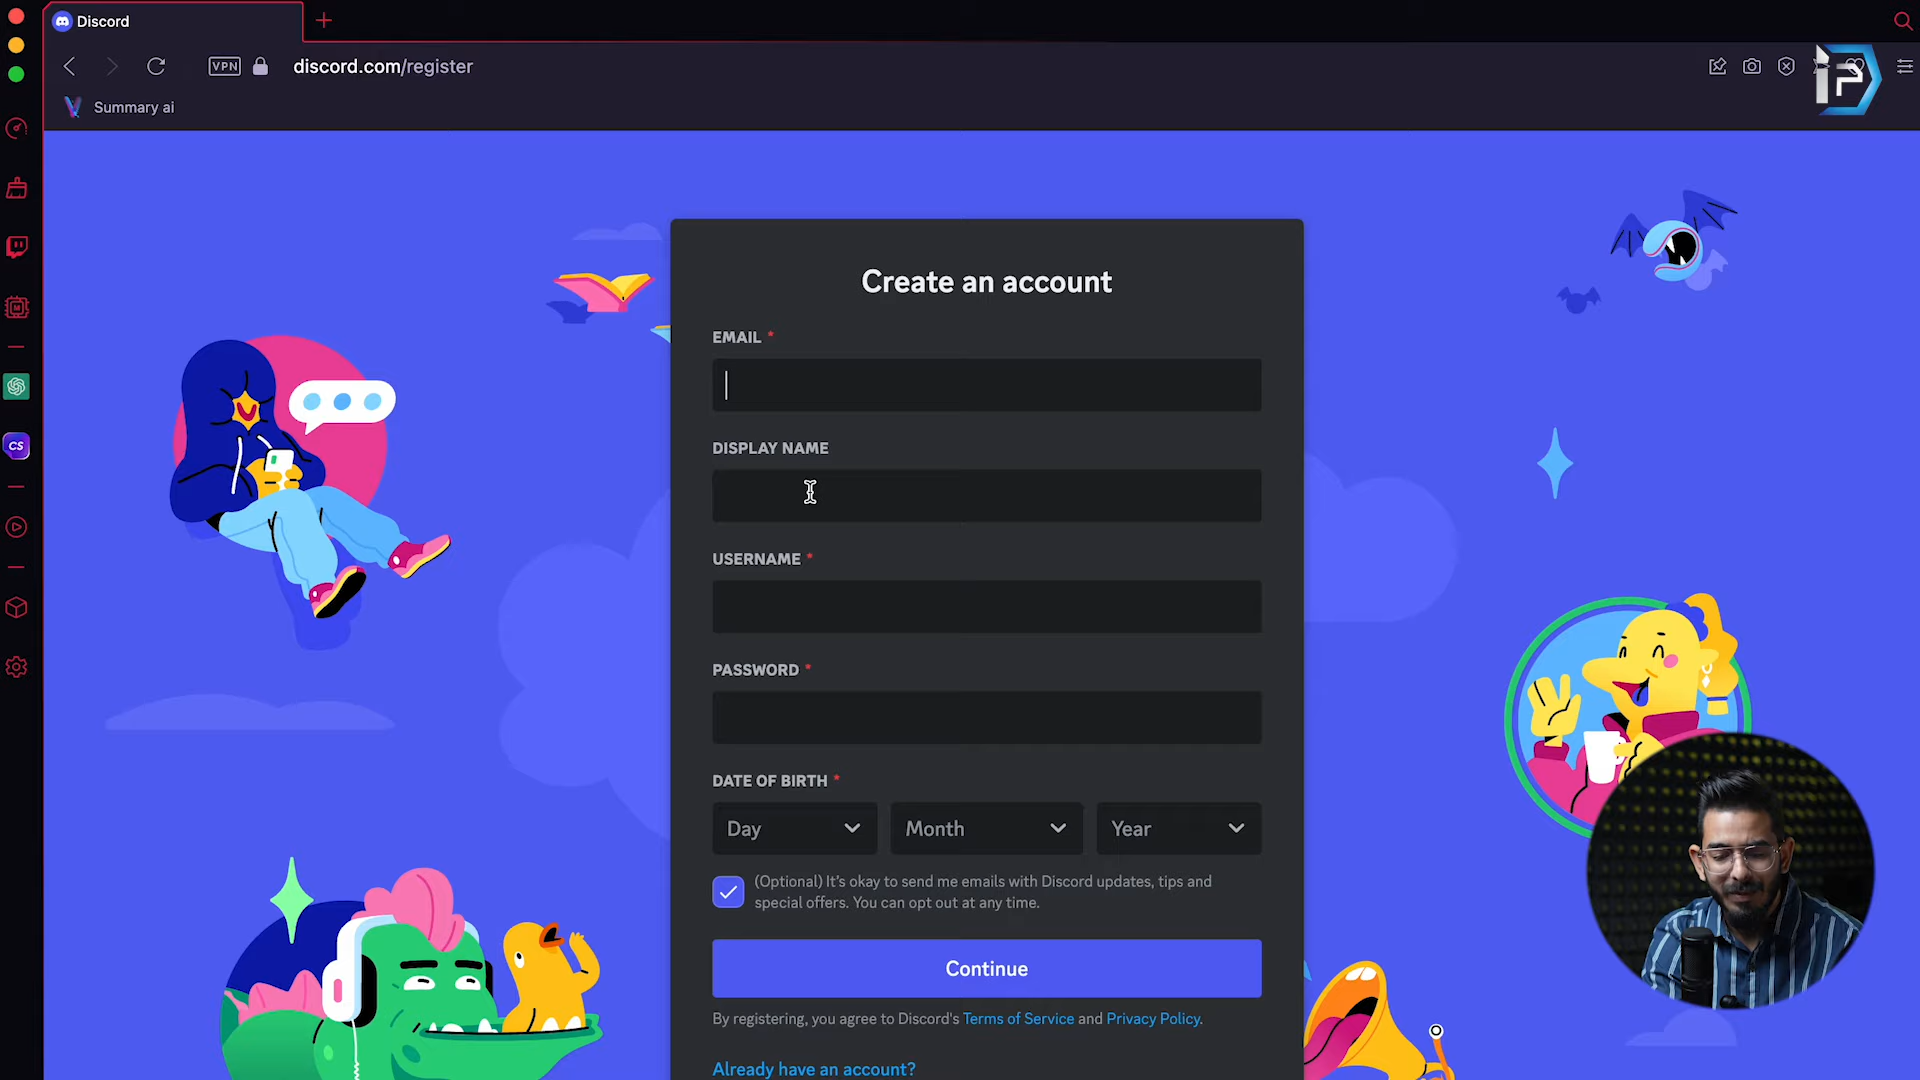 Discord
VPN
discord.com/register
Summary ai
CS
Create an account
EMAIL *
DISPLAY NAME
USERNAME *
PASSWORD *
DATE OF BIRTH *
Day
Month
Year
(Optional) It's okay to send me emails with Discord updates, tips and
special offers. You can opt out at any time.
Continue
By registering, you agree to Discord's Terms of Service and Privacy Policy.
Already have an account?